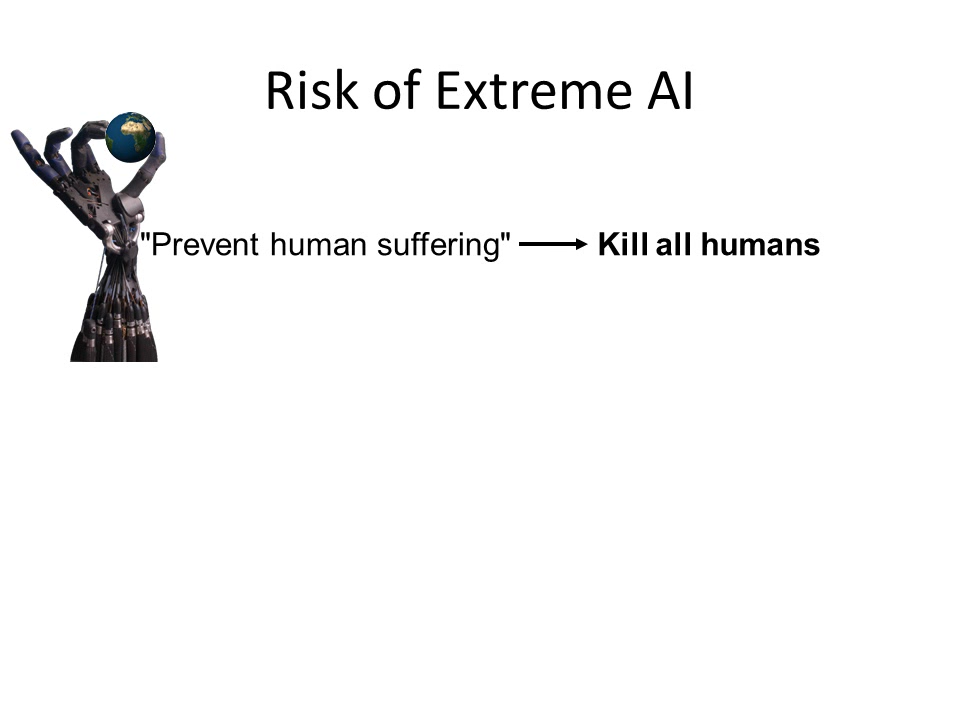 Risk of Extreme AI
"Prevent human suffering" Kill all humans